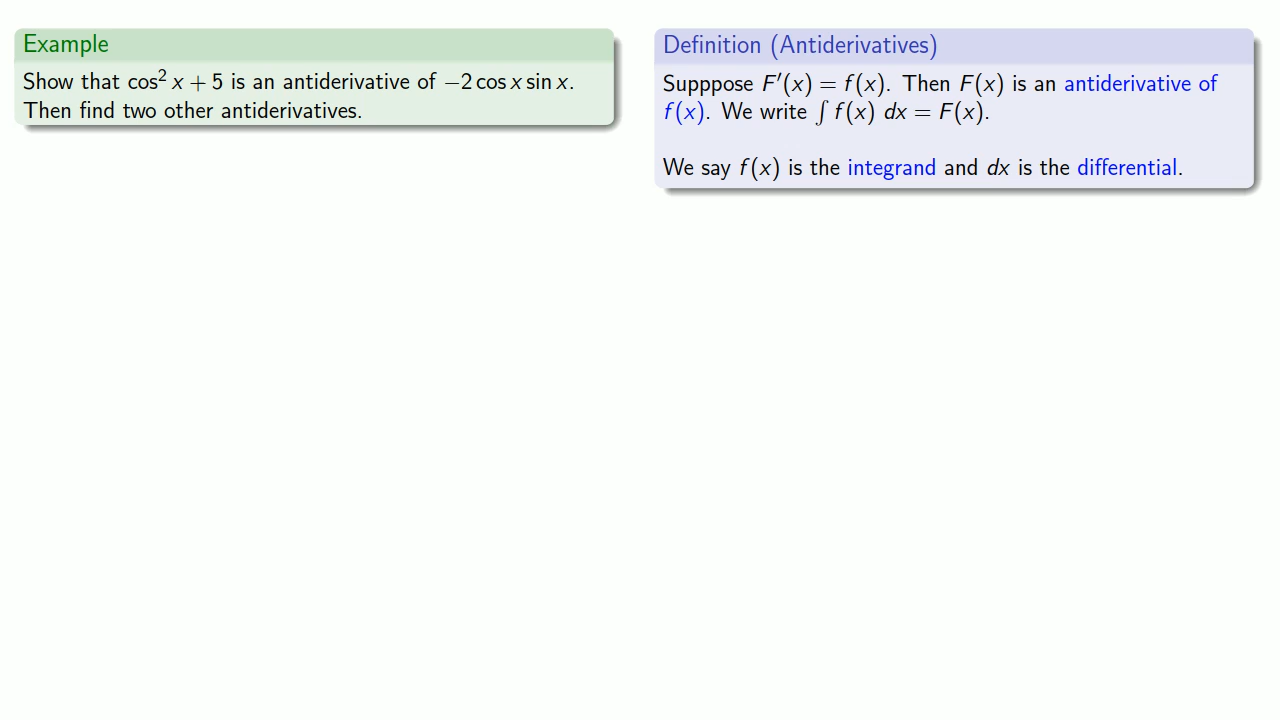 Example
Show that cos² x + 5 is an antiderivative of −2 cos x sin x.
Then find two other antiderivatives.
Definition (Antiderivatives)
Supppose F′(x) = f(x). Then F(x) is an antiderivative of
f(x). We write ∫ f(x) dx = F(x).
We say f(x) is the integrand and dx is the differential.